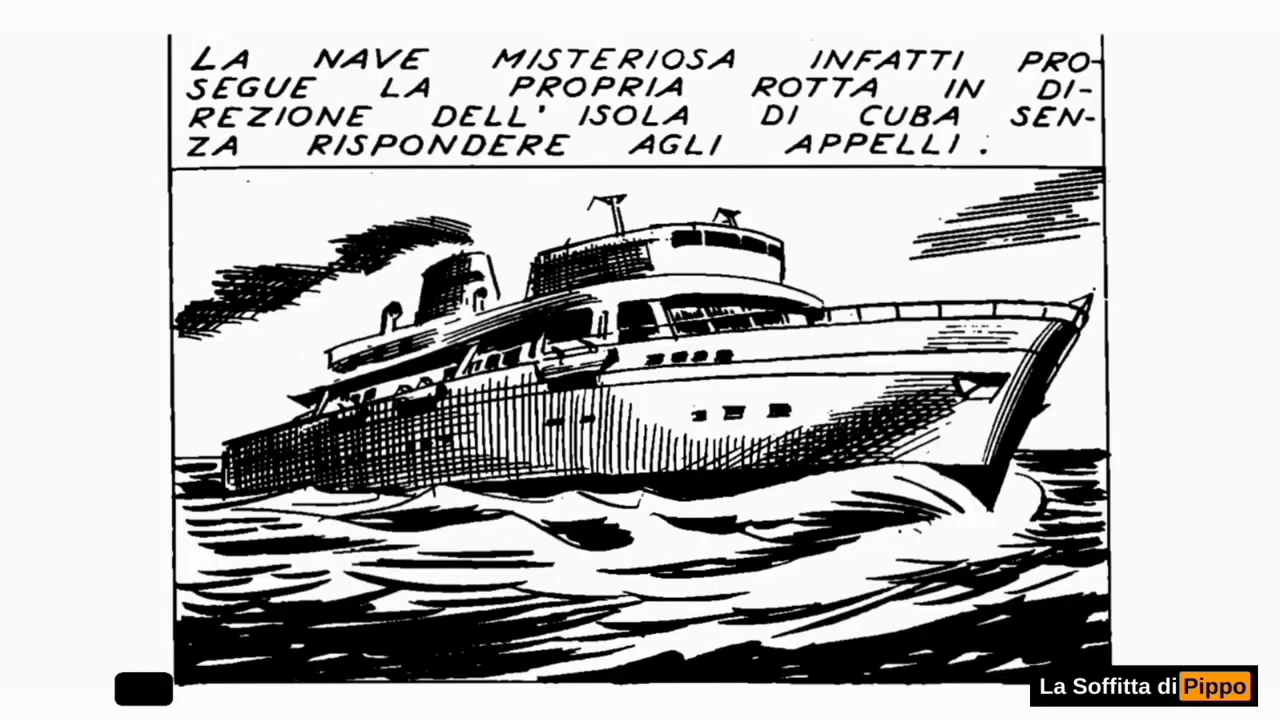 LA NAVE MISTERIOSA INFATTI PRO-
SEGUE LA PROPRIA ROTTA IN DI-
REZIONE DELL' ISOLA DI CUBA SEN-
ZA RISPONDERE AGLI APPELLI.
La Soffitta di Pippo